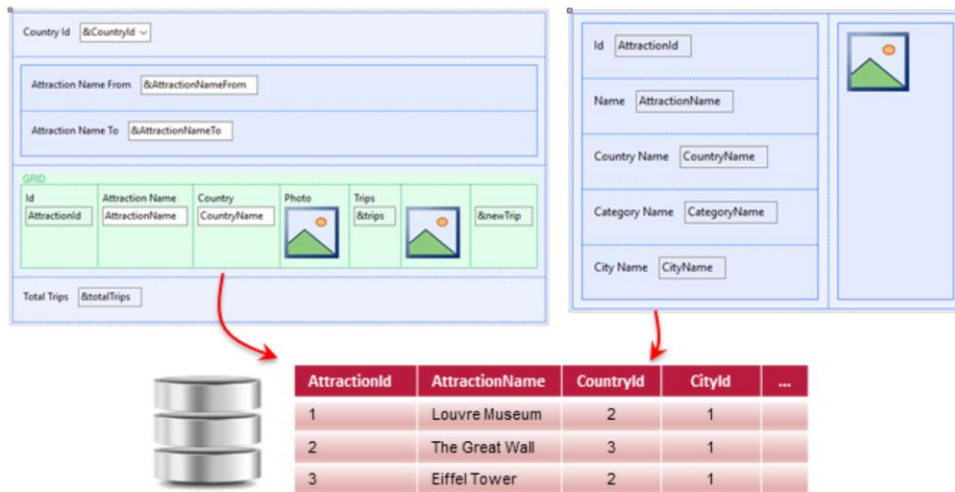 Country Id &CountryId
Attraction Name From &AttractionNameFrom
Attraction Name To &AttractionNameTo
GRID
Id Attraction Name Country Photo Trips
AttractionId AttractionName CountryName &trips &newTrip
Total Trips &totalTrips
Id AttractionId
Name AttractionName
Country Name CountryName
Category Name CategoryName
City Name CityName
AttractionId AttractionName CountryId CityId ...
1 Louvre Museum 2 1
2 The Great Wall 3 1
3 Eiffel Tower 2 1